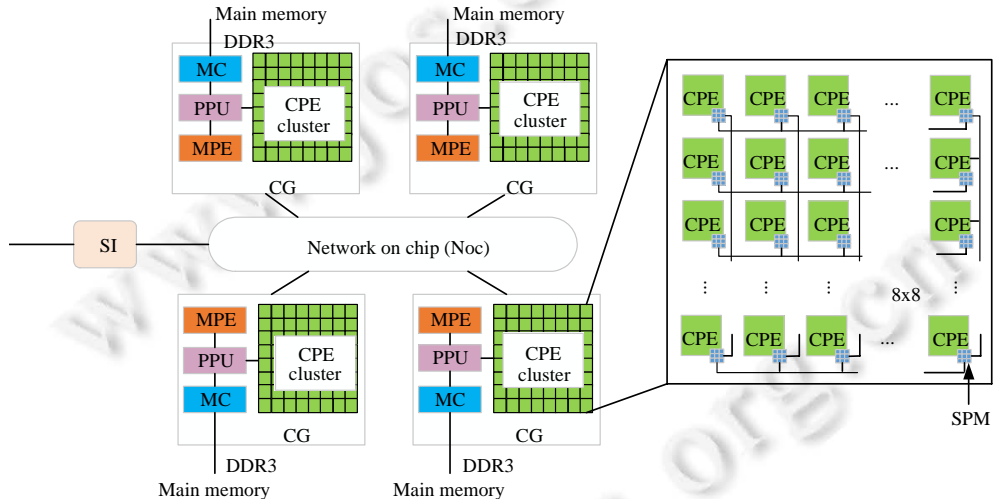 Main memory
DDR3
MC
PPU
MPE
CPE
cluster
CG
Main memory
DDR3
MC
PPU
MPE
CPE
cluster
CG
SI
Network on chip (Noc)
MPE
PPU
MC
CPE
cluster
CG
DDR3
Main memory
MPE
PPU
MC
CPE
cluster
CG
DDR3
Main memory
CPE CPE CPE ... CPE
CPE CPE CPE ... CPE
CPE CPE CPE CPE
⋮ ⋮ ⋮ 8x8 ⋮
CPE CPE CPE ... CPE
SPM